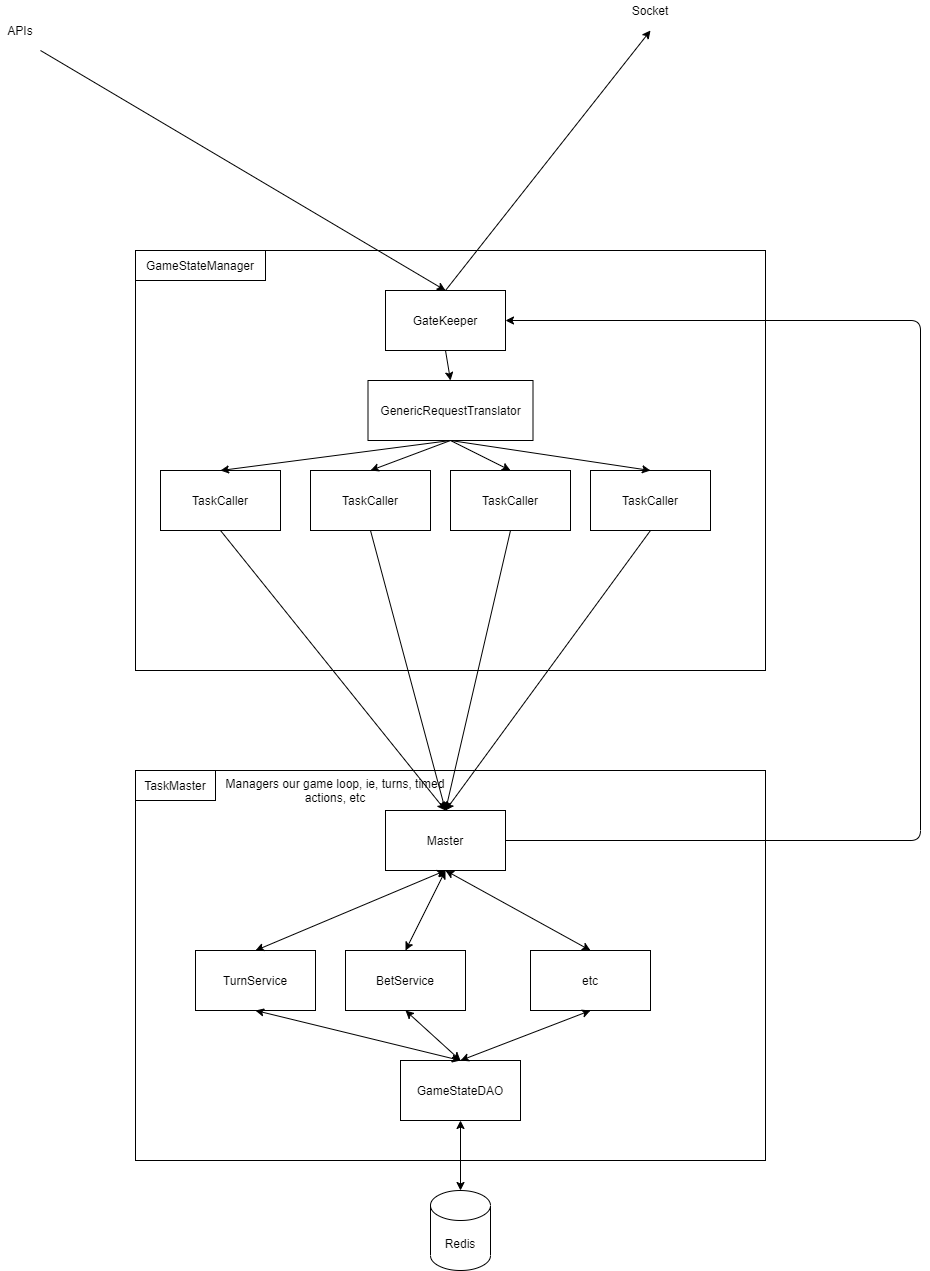 Socket
APIs
GameStateManager
GateKeeper
GenericRequestTranslator
TaskCaller
TaskCaller
TaskCaller
TaskCaller
TaskMaster
Managers our game loop, ie, turns, timed
actions, etc
Master
TurnService
BetService
etc
GameStateDAO
Redis